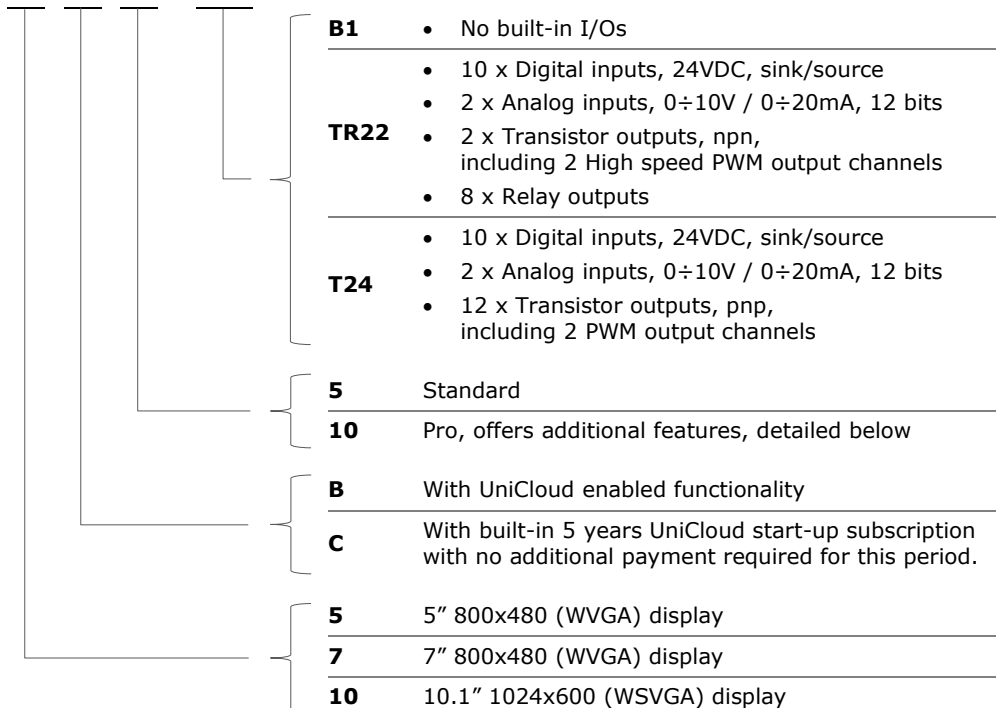 B1 • No built-in I/Os
• 10 x Digital inputs, 24VDC, sink/source
• 2 x Analog inputs, 0÷10V / 0÷20mA, 12 bits
TR22
• 2 x Transistor outputs, npn,
including 2 High speed PWM output channels
• 8 x Relay outputs
• 10 x Digital inputs, 24VDC, sink/source
T24
• 2 x Analog inputs, 0÷10V / 0÷20mA, 12 bits
• 12 x Transistor outputs, pnp,
including 2 PWM output channels
5 Standard
10 Pro, offers additional features, detailed below
B With UniCloud enabled functionality
C
With built-in 5 years UniCloud start-up subscription
with no additional payment required for this period.
5 5” 800x480 (WVGA) display
7 7” 800x480 (WVGA) display
10 10.1” 1024x600 (WSVGA) display